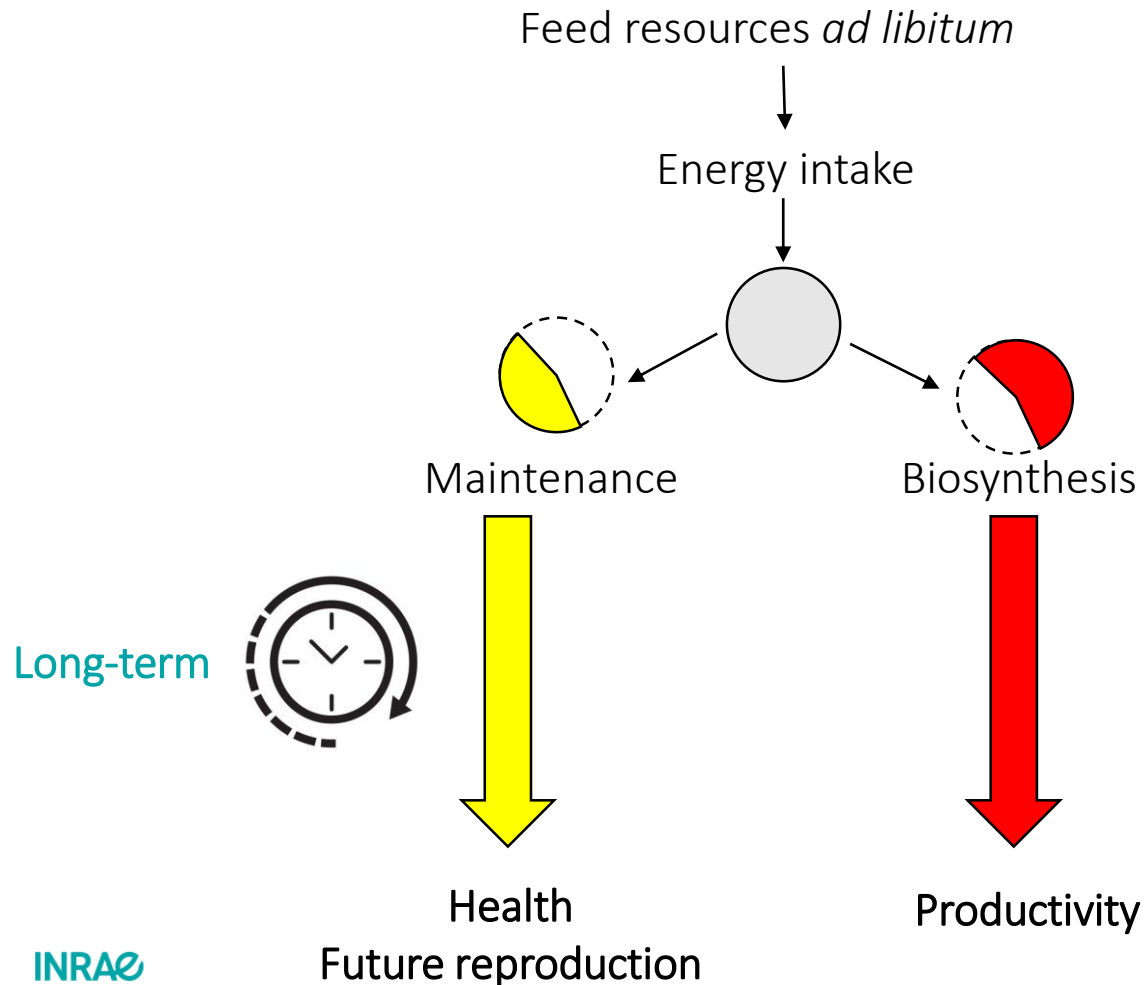 Feed resources ad libitum
Energy intake
Maintenance
Biosynthesis
Long-term
Health
Future reproduction
Productivity
INRAE